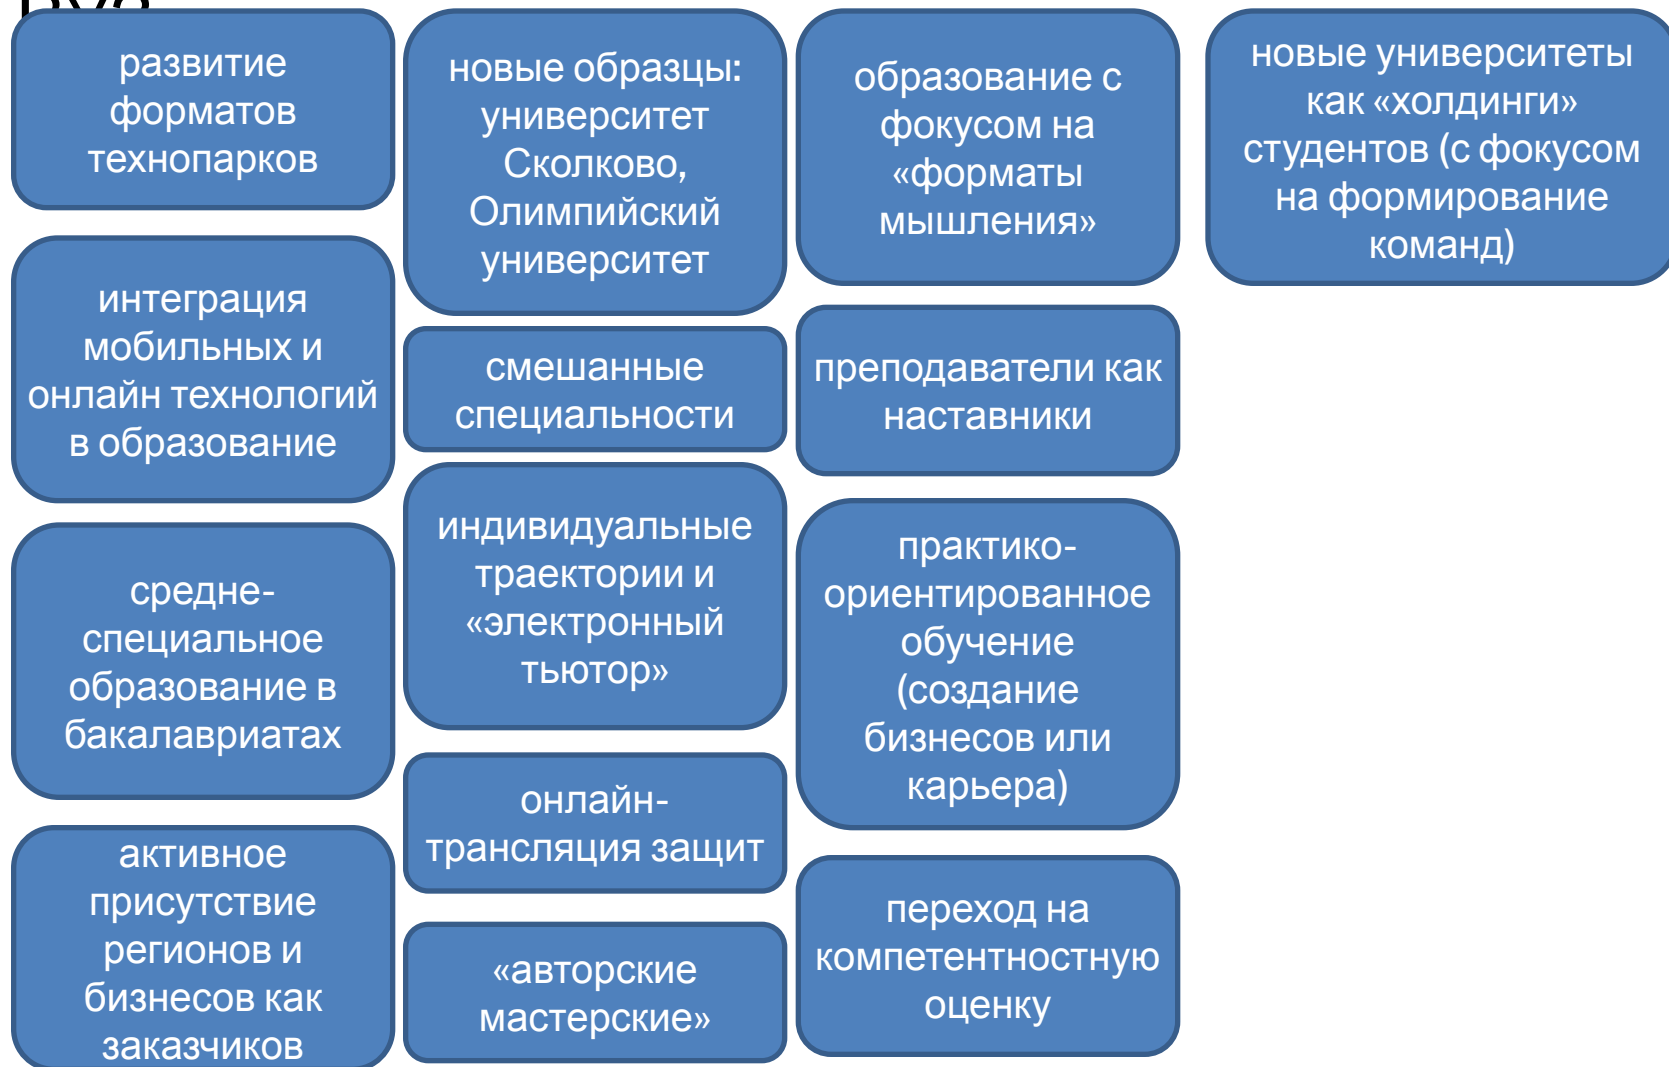 развитие
форматов
технопарков
интеграция
мобильных и
онлайн технологий
в образование
средне-
специальное
образование в
бакалавриатах
активное
присутствие
регионов и
бизнесов как
заказчиков
новые образцы:
университет
Сколково,
Олимпийский
университет
смешанные
специальности
индивидуальные
траектории и
«электронный
тьютор»
онлайн-
трансляция защит
«авторские
мастерские»
образование с
фокусом на
«форматы
мышления»
преподаватели как
наставники
практико-
ориентированное
обучение
(создание
бизнесов или
карьера)
переход на
компетентностную
оценку
новые университеты
как «холдинги»
студентов (с фокусом
на формирование
команд)